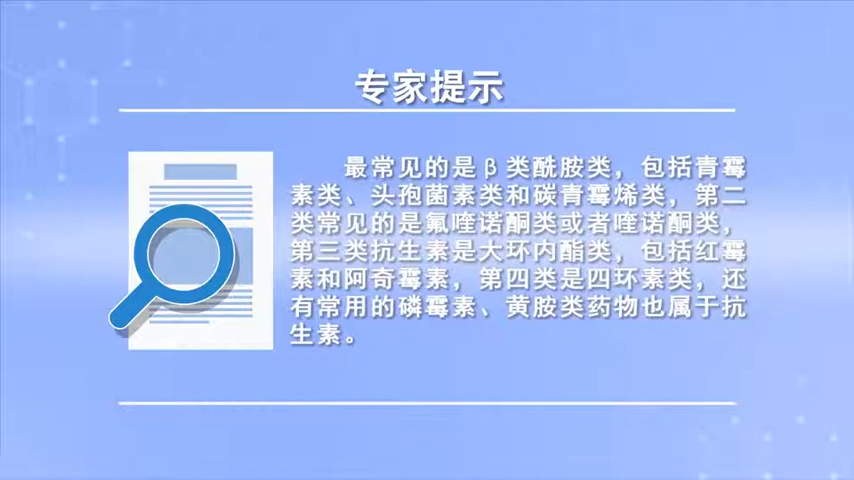 专家提示
最常见的是β类酰胺类，包括青霉
素类、头孢菌素类和碳青霉烯类，第二
类常见的是氟喹诺酮类或者喹诺酮类，
第三类抗生素是大环内酯类，包括红霉
素和阿奇霉素，第四类是四环素类，还
有常用的磷霉素、黄胺类药物也属于抗
生素。